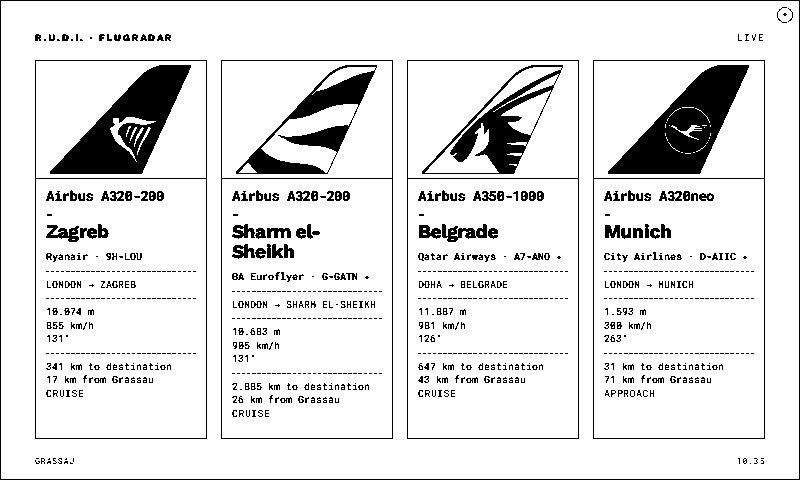 R.U.D.I. · FLUGRADAR
LIVE
Airbus A320-200
-
Zagreb
Ryanair · 9H-LOU
LONDON → ZAGREB
10.074 m
855 km/h
131°
341 km to destination
17 km from Grassau
CRUISE
Airbus A320-200
-
Sharm el-
Sheikh
BA Euroflyer · G-GATN ✦
LONDON → SHARM EL-SHEIKH
10.683 m
905 km/h
131°
2.885 km to destination
26 km from Grassau
CRUISE
Airbus A350-1000
-
Belgrade
Qatar Airways · A7-ANO ✦
DOHA → BELGRADE
11.887 m
981 km/h
126°
647 km to destination
43 km from Grassau
CRUISE
Airbus A320neo
-
Munich
City Airlines · D-AIIC ✦
LONDON → MUNICH
1.593 m
300 km/h
263°
31 km to destination
71 km from Grassau
APPROACH
GRASSAU
10.35